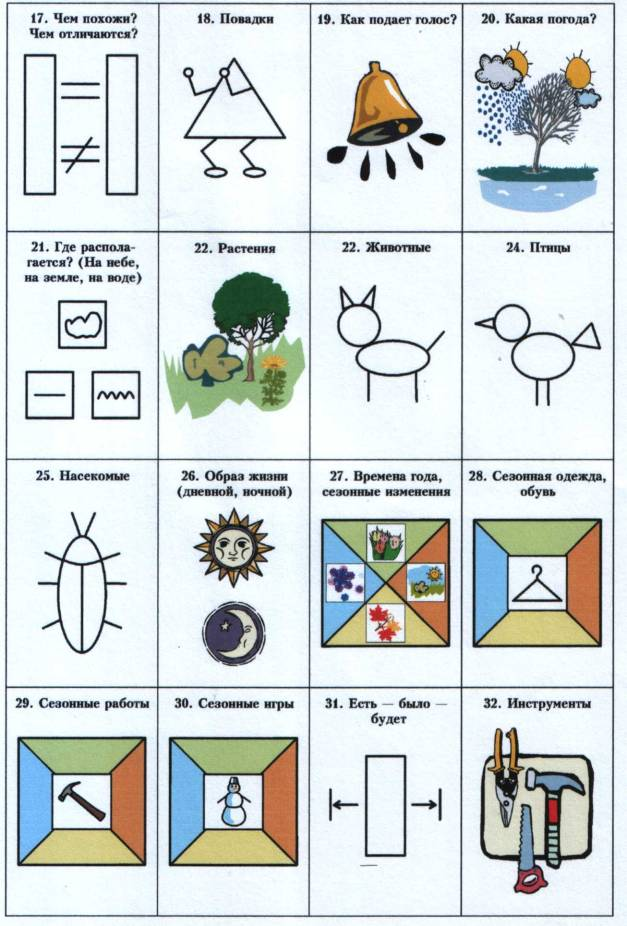 17. Чем похожи?
Чем отличаются?
18. Повадки
19. Как подает голос?
20. Какая погода?
21. Где распола-
гается? (На небе,
на земле, на воде)
22. Растения
22. Животные
24. Птицы
25. Насекомые
26. Образ жизни
(дневной, ночной)
27. Времена года,
сезонные изменения
28. Сезонная одежда,
обувь
29. Сезонные работы
30. Сезонные игры
31. Есть — было —
будет
32. Инструменты